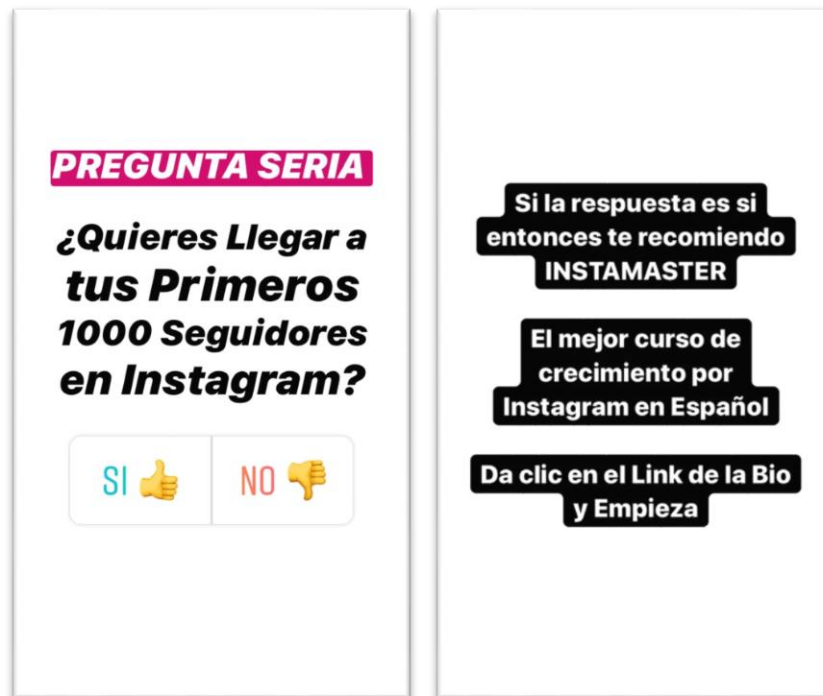 PREGUNTA SERIA
¿Quieres Llegar a
tus Primeros
1000 Seguidores
en Instagram?
SI 👍 NO 👎
Si la respuesta es si
entonces te recomiendo
INSTAMASTER
El mejor curso de
crecimiento por
Instagram en Español
Da clic en el Link de la Bio
y Empieza